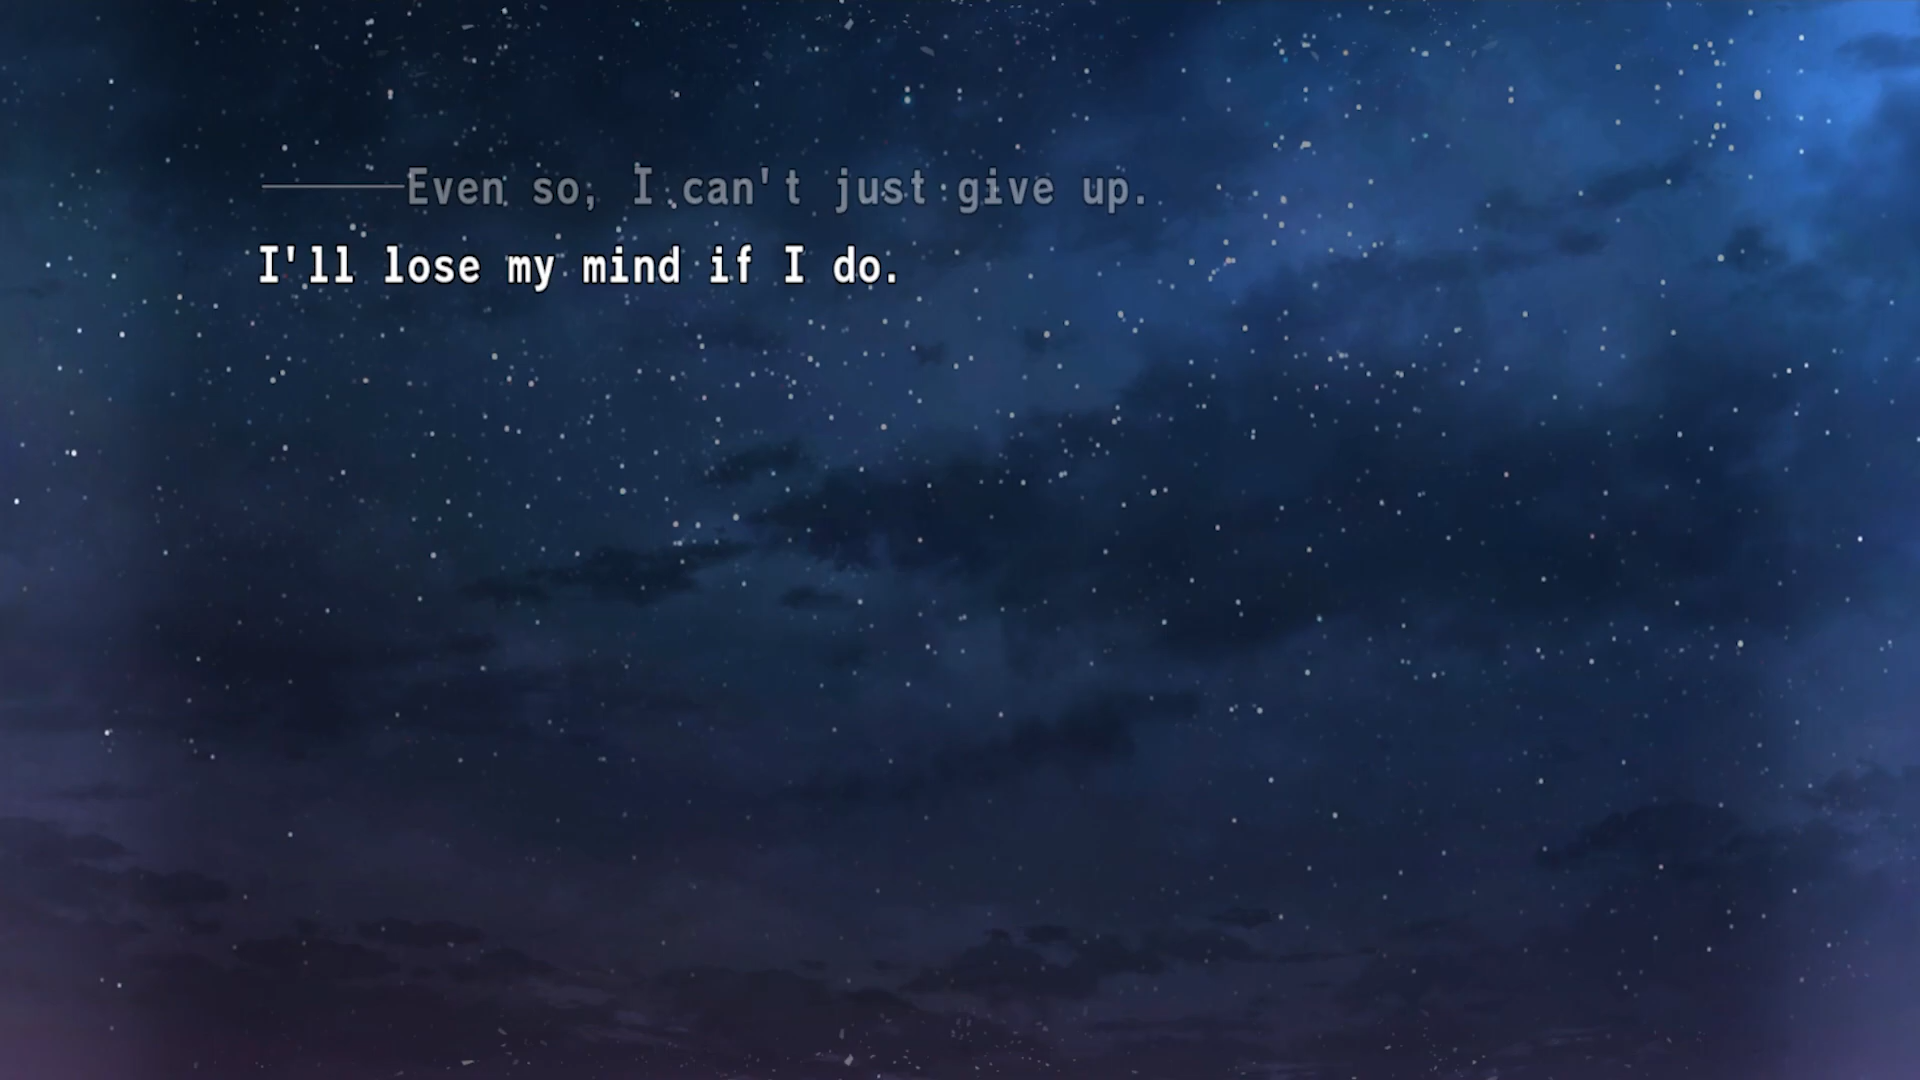 ———Even so, I can't just give up.
I'll lose my mind if I do.